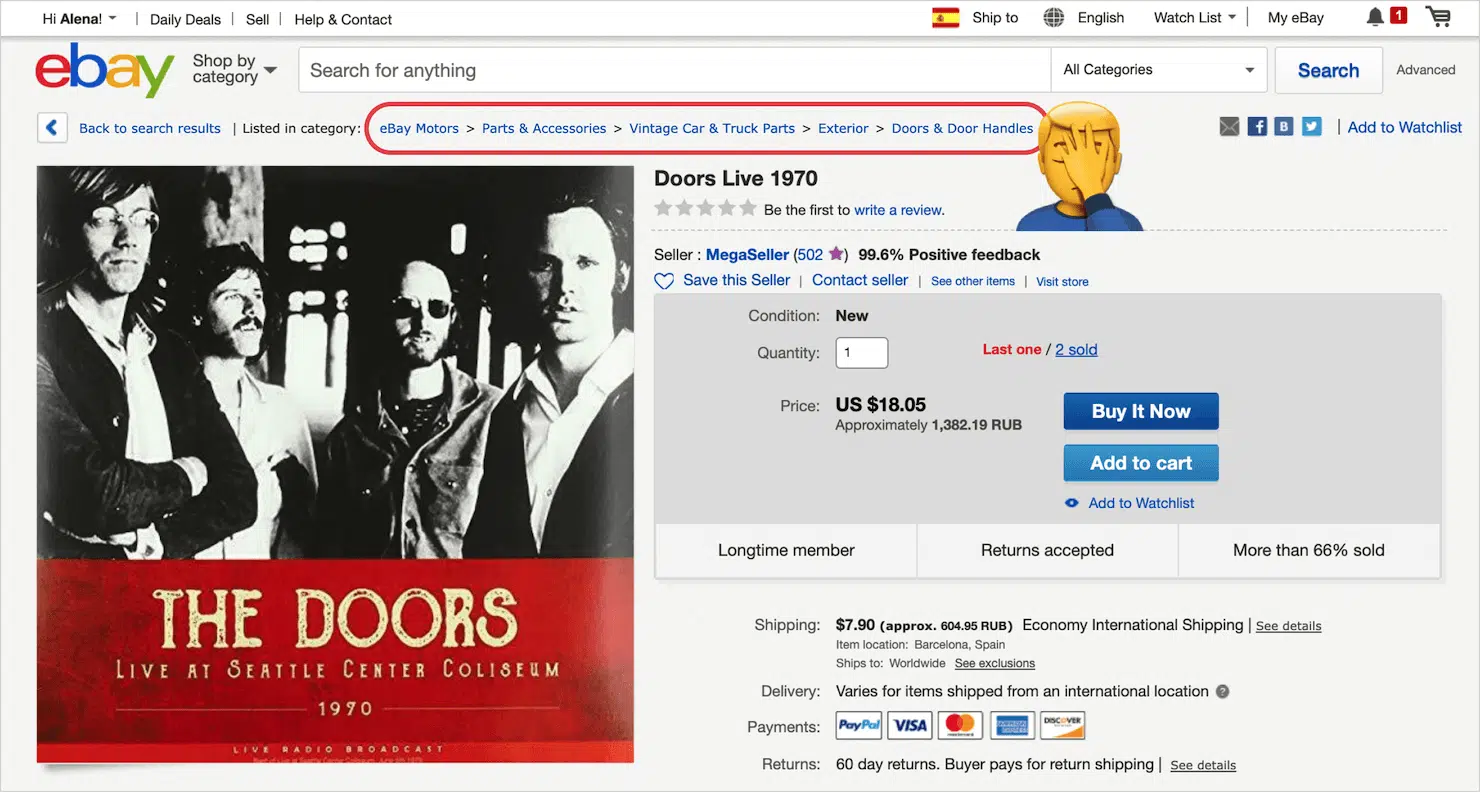 Hi Alena! | Daily Deals | Sell | Help & Contact Ship to English Watch List | My eBay 1
ebay Shop by category Search for anything All Categories Search Advanced
Back to search results | Listed in category: eBay Motors > Parts & Accessories > Vintage Car & Truck Parts > Exterior > Doors & Door Handles f B | Add to Watchlist
Doors Live 1970
Be the first to write a review.
Seller : MegaSeller (502 ) 99.6% Positive feedback
Save this Seller | Contact seller | See other items | Visit store
Condition: New
Quantity: 1 Last one / 2 sold
Price: US $18.05 Buy It Now
Approximately 1,382.19 RUB
Add to cart
Add to Watchlist
Longtime member Returns accepted More than 66% sold
THE DOORS
LIVE AT SEATTLE CENTER COLISEUM
1970
LIVE RADIO BROADCAST
Shipping: $7.90 (approx. 604.95 RUB) Economy International Shipping | See details
Item location: Barcelona, Spain
Ships to: Worldwide See exclusions
Delivery: Varies for items shipped from an international location ?
Payments: PayPal VISA mastercard AMERICAN EXPRESS DISCOVER
Returns: 60 day returns. Buyer pays for return shipping | See details